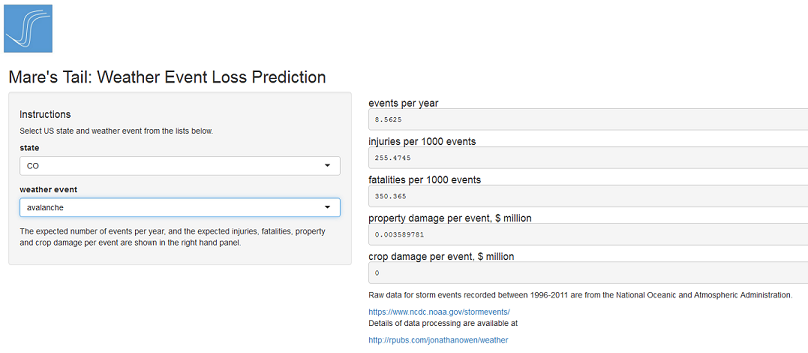 Mare's Tail: Weather Event Loss Prediction
Instructions
Select US state and weather event from the lists below.
state
CO
weather event
avalanche
The expected number of events per year, and the expected injuries, fatalities, property
and crop damage per event are shown in the right hand panel.
events per year
8.5625
injuries per 1000 events
255.4745
fatalities per 1000 events
350.365
property damage per event, $ million
0.003589781
crop damage per event, $ million
0
Raw data for storm events recorded between 1996-2011 are from the National Oceanic and Atmospheric Administration.
https://www.ncdc.noaa.gov/stormevents/
Details of data processing are available at
http://rpubs.com/jonathanowen/weather